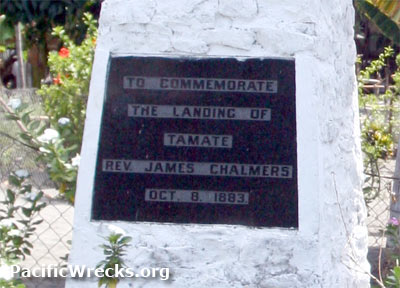 TO COMMEMORATE
THE LANDING OF
TAMATE
REV. JAMES CHALMERS
OCT. 8. 1883.
PacificWrecks.org